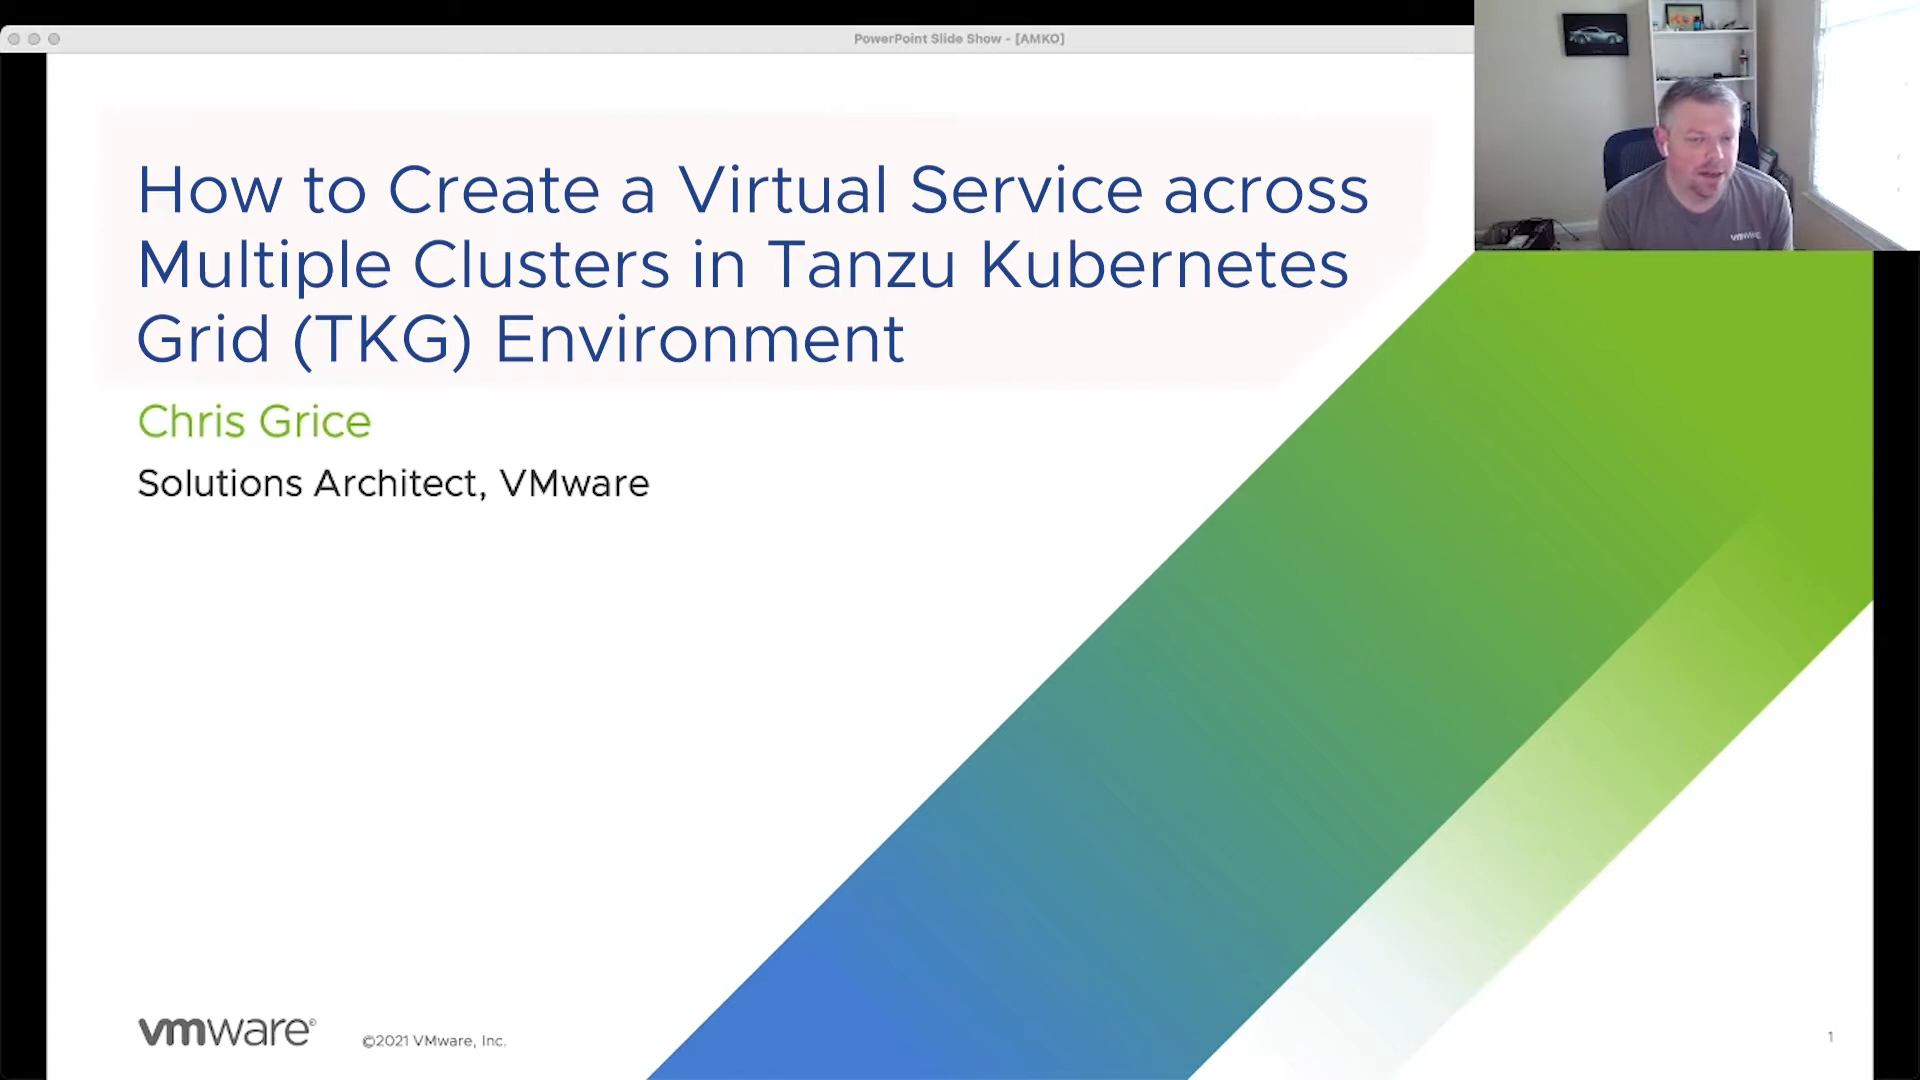 PowerPoint Slide Show - [AMKO]
How to Create a Virtual Service across
Multiple Clusters in Tanzu Kubernetes
Grid (TKG) Environment
Chris Grice
Solutions Architect, VMware
vmware
vmware®
©2021 VMware, Inc.
1